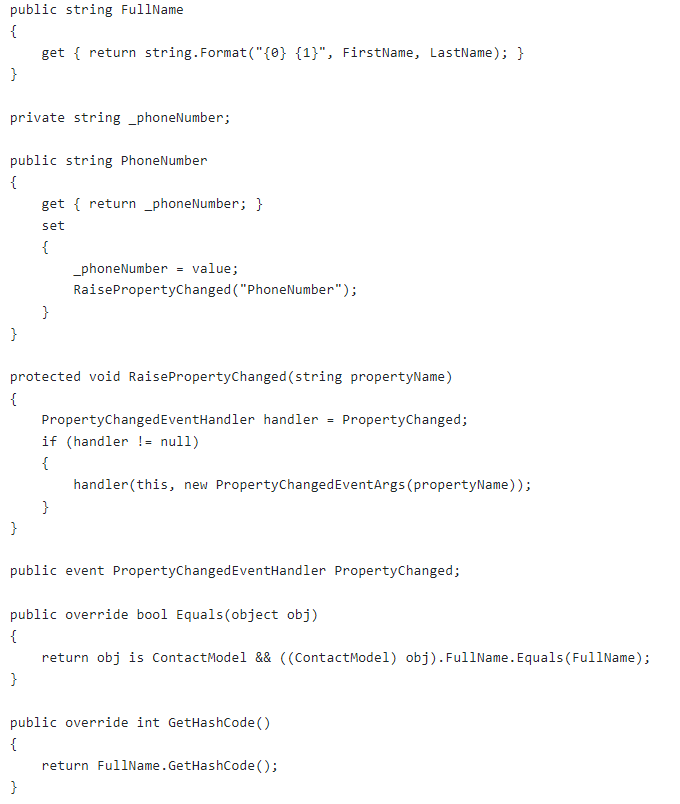 public string FullName
{
    get { return string.Format("{0} {1}", FirstName, LastName); }
}

private string _phoneNumber;

public string PhoneNumber
{
    get { return _phoneNumber; }
    set
    {
        _phoneNumber = value;
        RaisePropertyChanged("PhoneNumber");
    }
}

protected void RaisePropertyChanged(string propertyName)
{
    PropertyChangedEventHandler handler = PropertyChanged;
    if (handler != null)
    {
        handler(this, new PropertyChangedEventArgs(propertyName));
    }
}

public event PropertyChangedEventHandler PropertyChanged;

public override bool Equals(object obj)
{
    return obj is ContactModel && ((ContactModel) obj).FullName.Equals(FullName);
}

public override int GetHashCode()
{
    return FullName.GetHashCode();
}